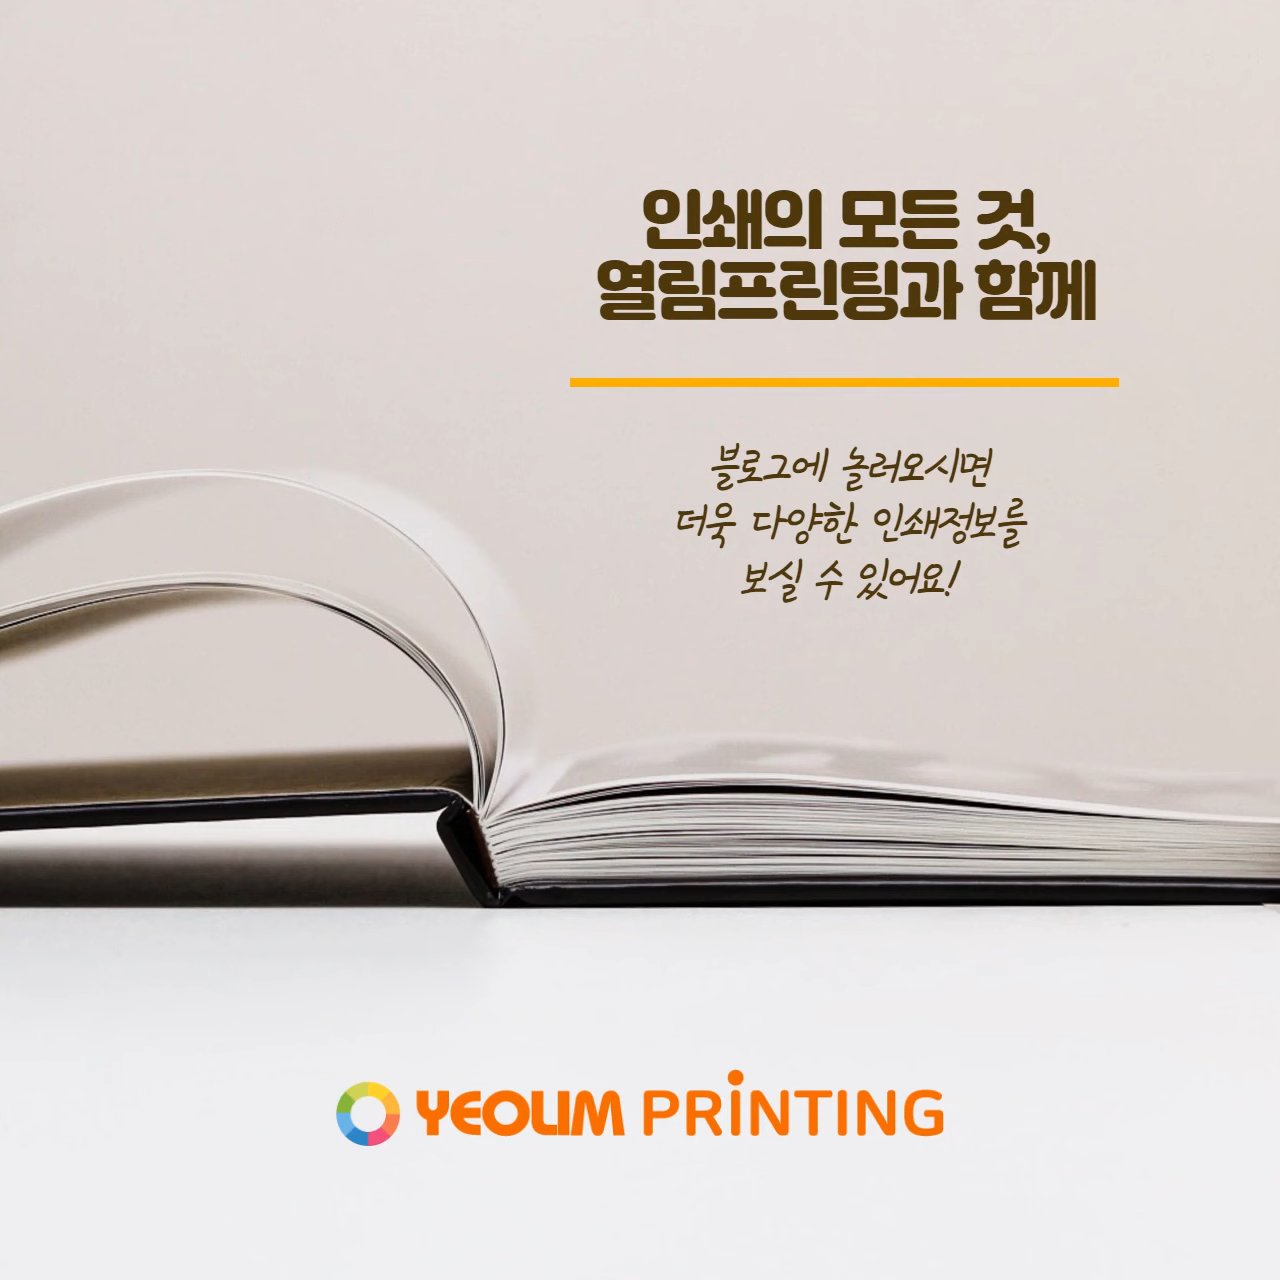 인쇄의 모든 것,
열림프린팅과 함께
블로그에 놀러오시면
더욱 다양한 인쇄정보를
보실 수 있어요!
YEOLIM PRINTING